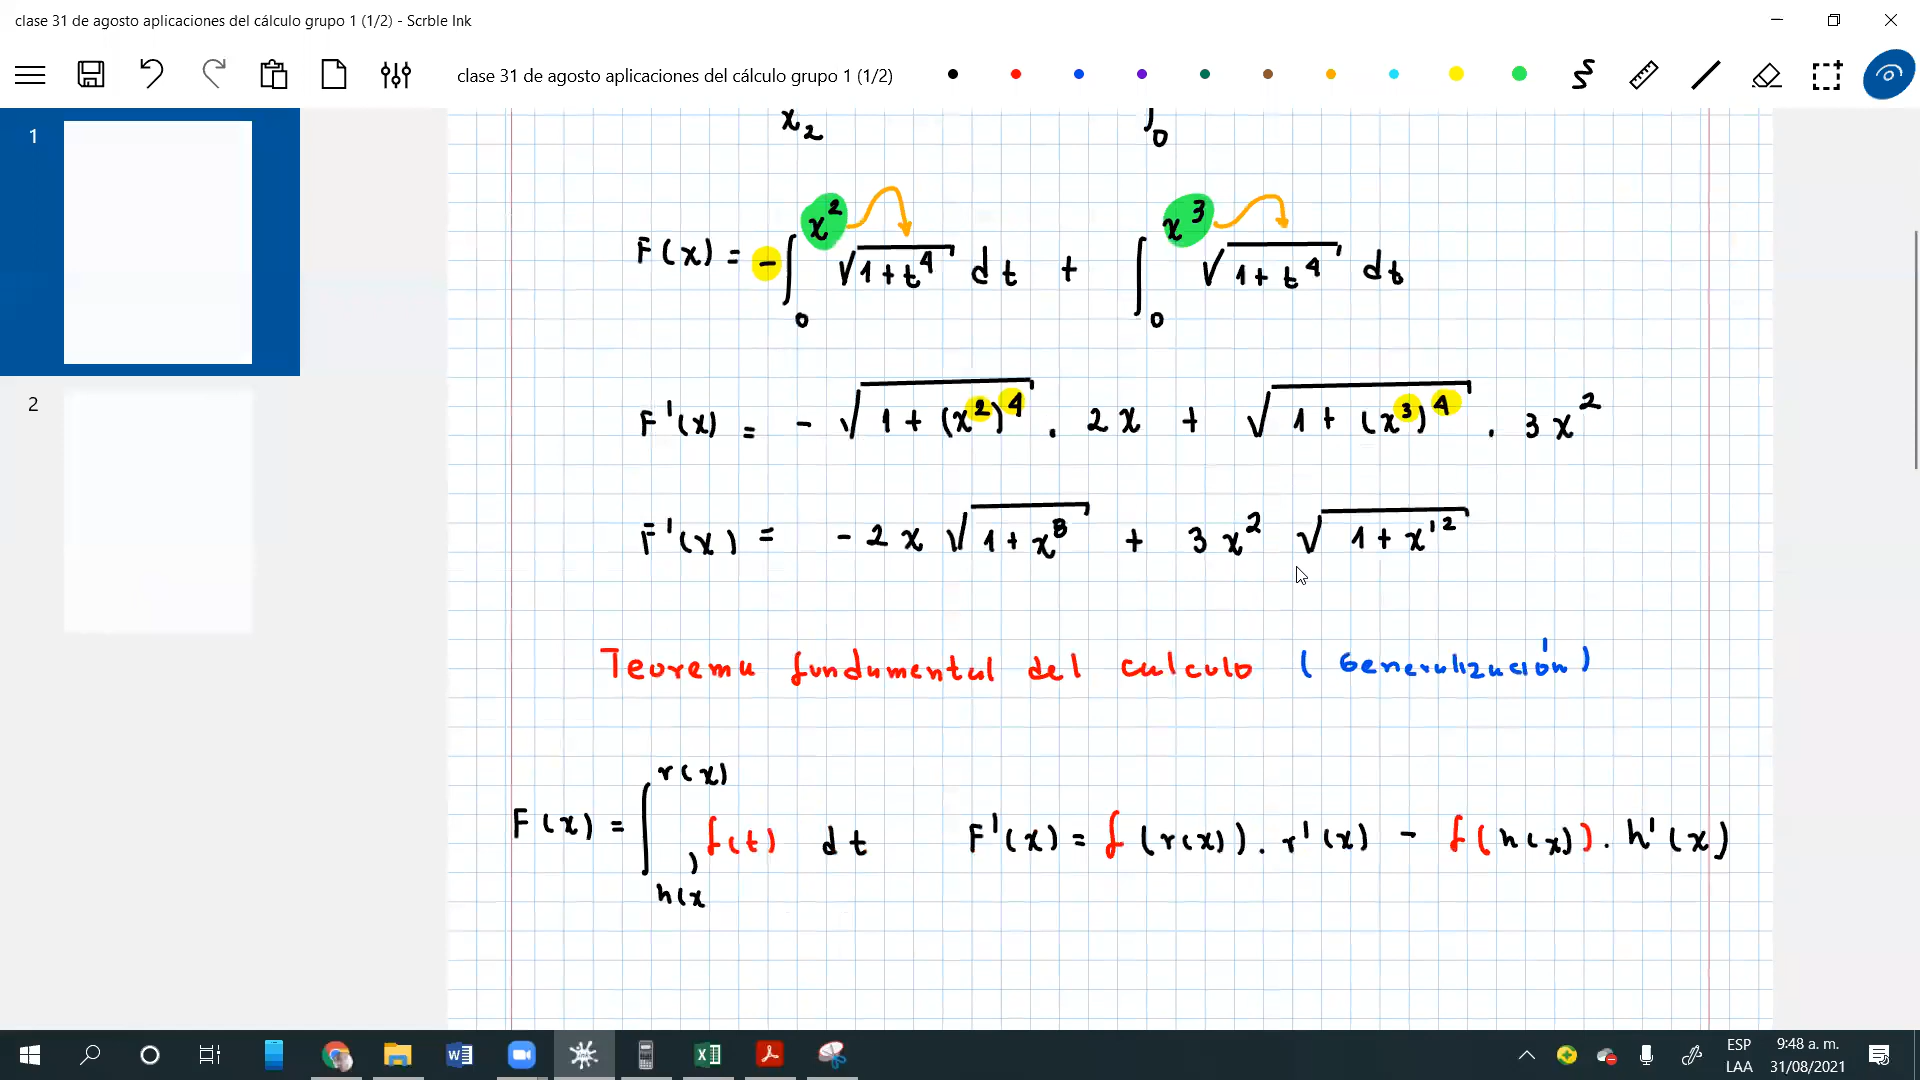 clase 31 de agosto aplicaciones del cálculo grupo 1 (1/2) - Scrble Ink
clase 31 de agosto aplicaciones del cálculo grupo 1 (1/2)
1
2
x₂ ∫₀
F(x) = - ∫₀^x² √(1+t⁴) dt + ∫₀^x³ √(1+t⁴) dt
F'(x) = - √(1+(x²)⁴) . 2x + √(1+(x³)⁴) . 3x²
F'(x) = -2x √(1+x⁸) + 3x² √(1+x¹²)
Teorema fundamental del calculo (Generalización)
F(x) = ∫_h(x)^r(x) f(t) dt F'(x) = f(r(x)). r'(x) - f(h(x)). h'(x)
ESP
LAA
9:48 a. m.
31/08/2021